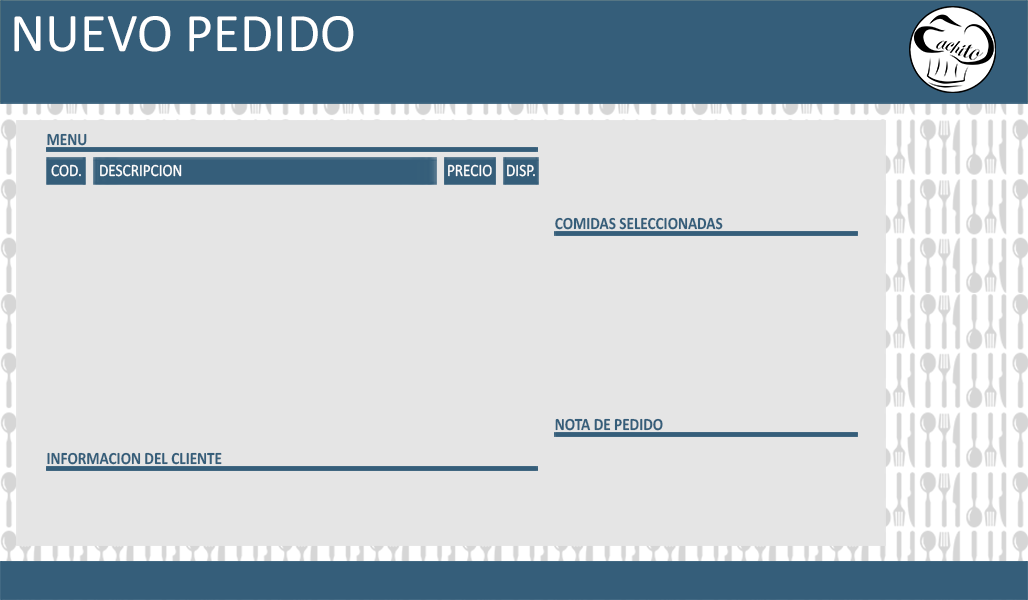 NUEVO PEDIDO
Cachito
MENU
COD. DESCRIPCION PRECIO DISP.
COMIDAS SELECCIONADAS
NOTA DE PEDIDO
INFORMACION DEL CLIENTE